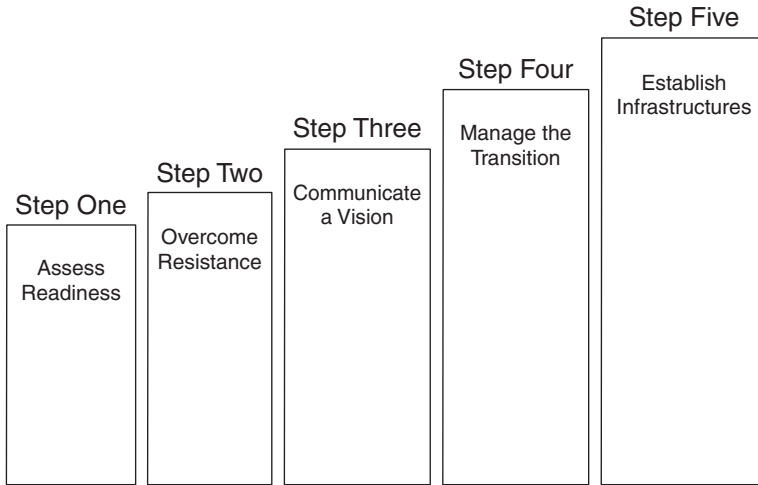 Step One
Assess
Readiness
Step Two
Overcome
Resistance
Step Three
Communicate
a Vision
Step Four
Manage the
Transition
Step Five
Establish
Infrastructures